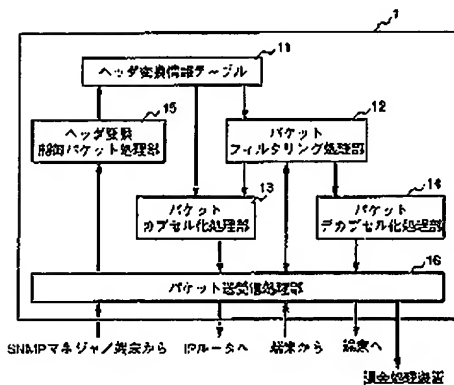 1
11
ヘッダ変換情報テーブル
15
ヘッダ変換
制御パケット処理部
12
パケット
フィルタリング処理部
13
パケット
カプセル化処理部
14
パケット
デカプセル化処理部
16
パケット送受信処理部
SNMPマネジャ/端末から
IPルータへ
端末から
端末へ
課金処理装置